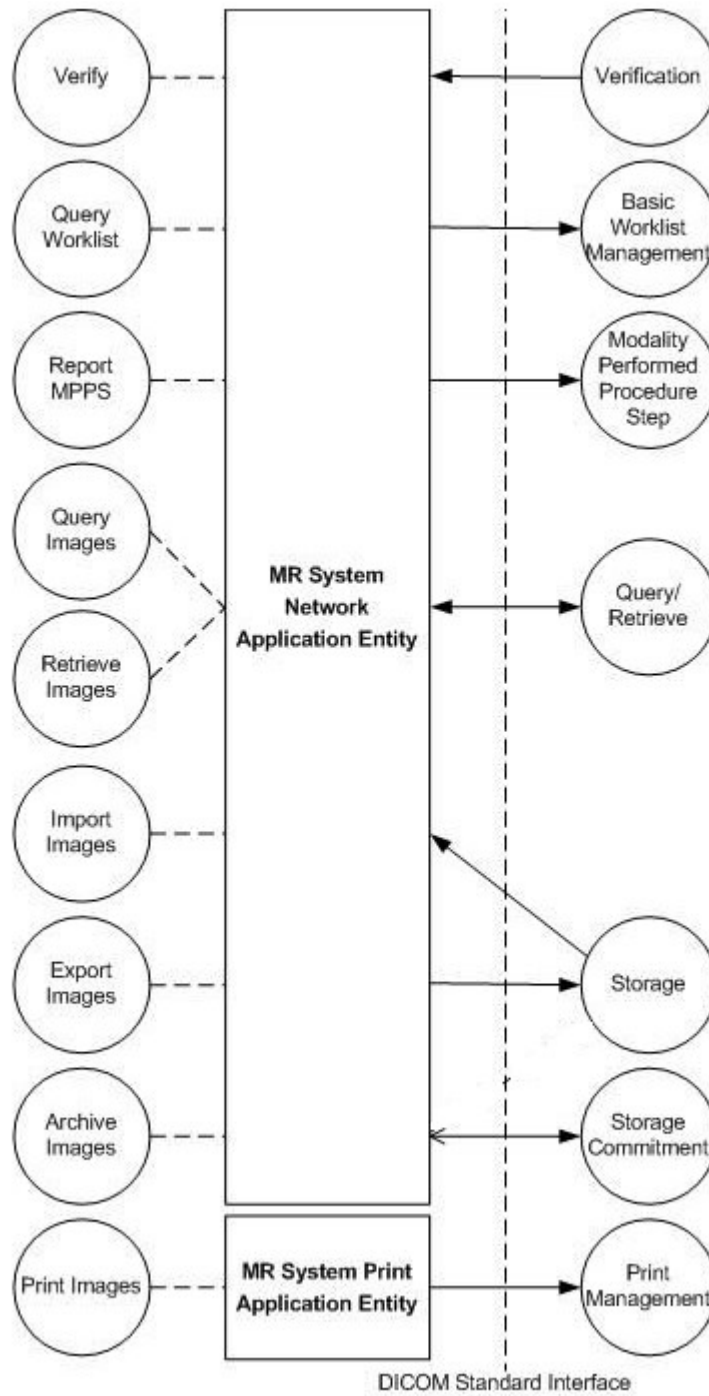 Verify
Verification
Query
Worklist
Basic
Worklist
Management
Report
MPPS
Modality
Performed
Procedure
Step
Query
Images
MR System
Network
Application Entity
Query/
Retrieve
Retrieve
Images
Import
Images
Export
Images
Storage
Archive
Images
Storage
Commitment
Print Images
MR System Print
Application Entity
Print
Management
DICOM Standard Interface